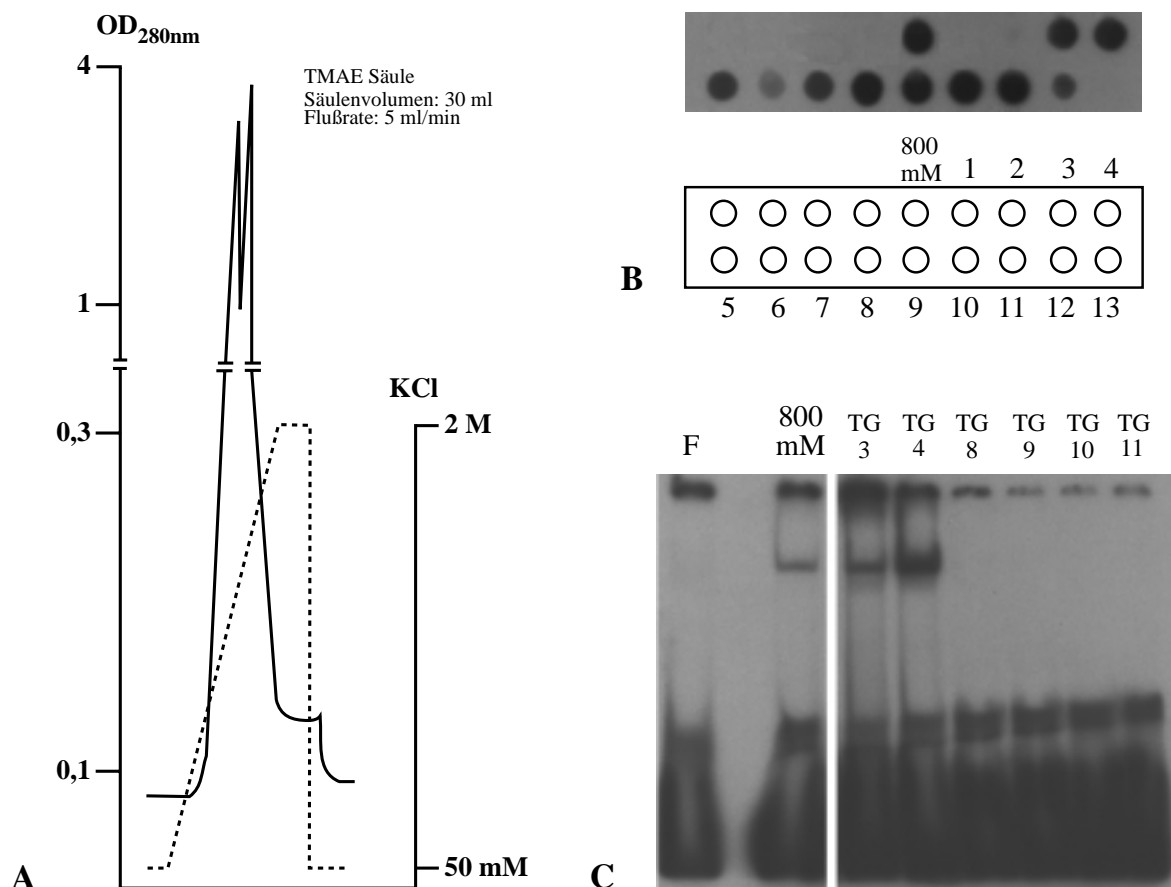 OD280nm
4
1
0,3
0,1
TMAE Säule
Säulenvolumen: 30 ml
Flußrate: 5 ml/min
KCl
2 M
50 mM
A
800
mM 1 2 3 4
5 6 7 8 9 10 11 12 13
B
F
800
mM
TG TG TG TG TG TG
3 4 8 9 10 11
C